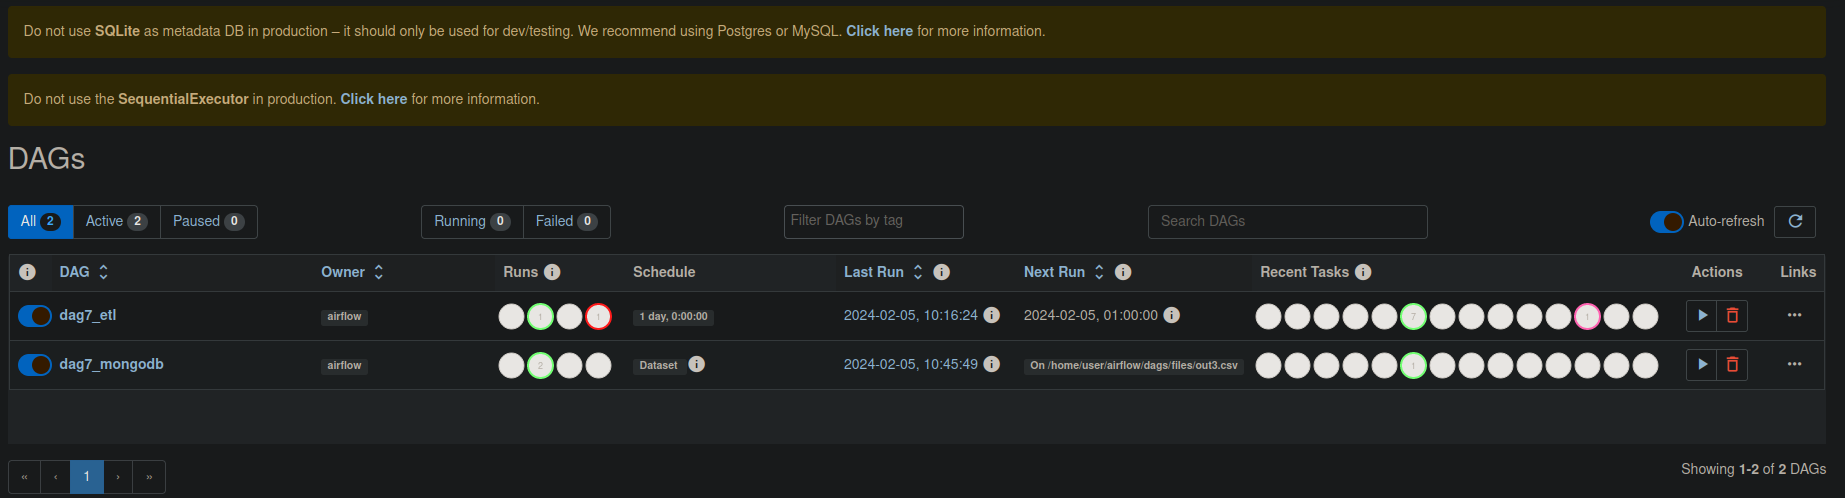 Do not use SQLite as metadata DB in production – it should only be used for dev/testing. We recommend using Postgres or MySQL. Click here for more information.
Do not use the SequentialExecutor in production. Click here for more information.
DAGs
All 2 Active 2 Paused 0 Running 0 Failed 0 Filter DAGs by tag Search DAGs Auto-refresh
i DAG Owner Runs i Schedule Last Run i Next Run i Recent Tasks i Actions Links
dag7_etl airflow 1 1 1 day, 0:00:00 2024-02-05, 10:16:24 i 2024-02-05, 01:00:00 i 7 1 ...
dag7_mongodb airflow 2 Dataset i 2024-02-05, 10:45:49 i On /home/user/airflow/dags/files/out3.csv 1 ...
« ‹ 1 › » Showing 1-2 of 2 DAGs